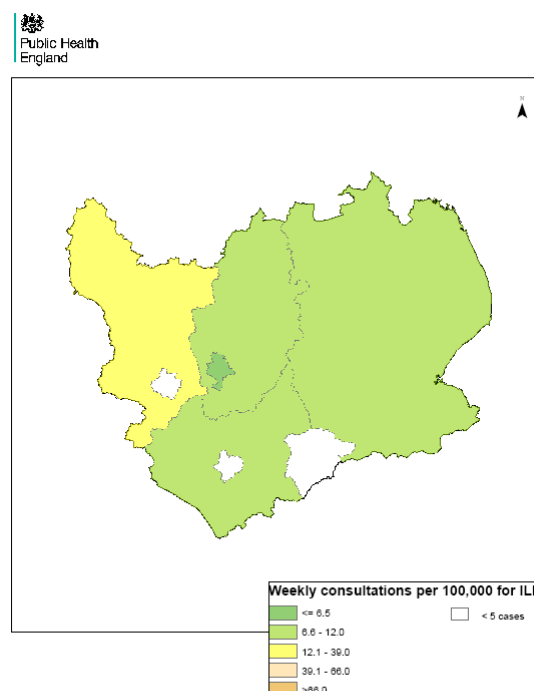 Public Health
England
N
Weekly consultations per 100,000 for ILI
<= 6.5
< 5 cases
6.6 - 12.0
12.1 - 39.0
39.1 - 66.0
>66.0